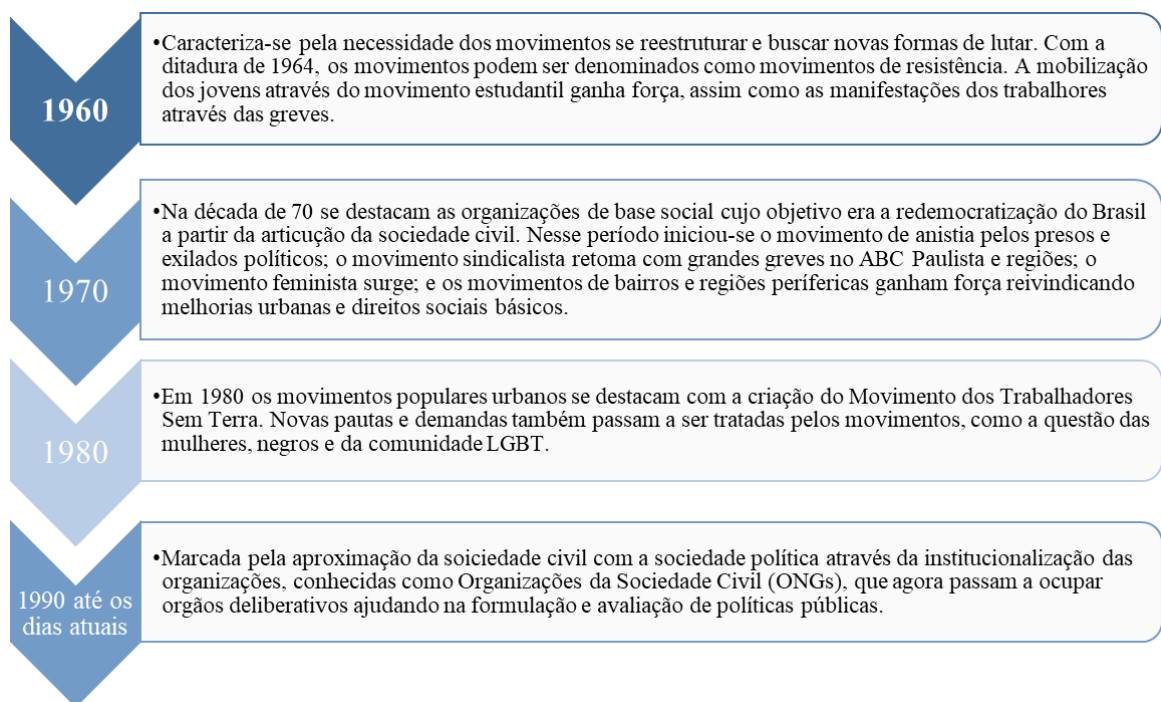 1960
•Caracteriza-se pela necessidade dos movimentos se reestruturar e buscar novas formas de lutar. Com a
ditadura de 1964, os movimentos podem ser denominados como movimentos de resistência. A mobilização
dos jovens através do movimento estudantil ganha força, assim como as manifestações dos trabalhores
através das greves.
1970
•Na década de 70 se destacam as organizações de base social cujo objetivo era a redemocratização do Brasil
a partir da articução da sociedade civil. Nesse período iniciou-se o movimento de anistia pelos presos e
exilados políticos; o movimento sindicalista retoma com grandes greves no ABC Paulista e regiões; o
movimento feminista surge; e os movimentos de bairros e regiões perífericas ganham força reivindicando
melhorias urbanas e direitos sociais básicos.
1980
•Em 1980 os movimentos populares urbanos se destacam com a criação do Movimento dos Trabalhadores
Sem Terra. Novas pautas e demandas também passam a ser tratadas pelos movimentos, como a questão das
mulheres, negros e da comunidade LGBT.
1990 até os
dias atuais
•Marcada pela aproximação da soiciedade civil com a sociedade política através da institucionalização das
organizações, conhecidas como Organizações da Sociedade Civil (ONGs), que agora passam a ocupar
orgãos deliberativos ajudando na formulação e avaliação de políticas públicas.